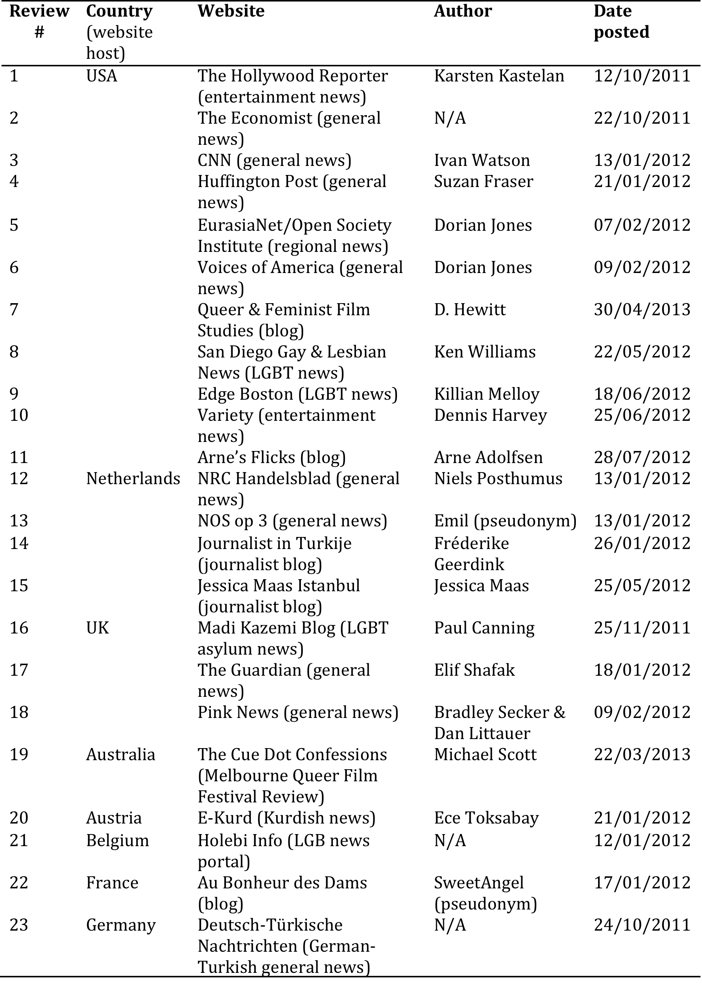 Review Country Website Author Date
# (website posted
host)
1 USA The Hollywood Reporter Karsten Kastelan 12/10/2011
(entertainment news)
2 The Economist (general N/A 22/10/2011
news)
3 CNN (general news) Ivan Watson 13/01/2012
4 Huffington Post (general Suzan Fraser 21/01/2012
news)
5 EurasiaNet/Open Society Dorian Jones 07/02/2012
Institute (regional news)
6 Voices of America (general Dorian Jones 09/02/2012
news)
7 Queer & Feminist Film D. Hewitt 30/04/2013
Studies (blog)
8 San Diego Gay & Lesbian Ken Williams 22/05/2012
News (LGBT news)
9 Edge Boston (LGBT news) Killian Melloy 18/06/2012
10 Variety (entertainment Dennis Harvey 25/06/2012
news)
11 Arne’s Flicks (blog) Arne Adolfsen 28/07/2012
12 Netherlands NRC Handelsblad (general Niels Posthumus 13/01/2012
news)
13 NOS op 3 (general news) Emil (pseudonym) 13/01/2012
14 Journalist in Turkije Fréderike 26/01/2012
(journalist blog) Geerdink
15 Jessica Maas Istanbul Jessica Maas 25/05/2012
(journalist blog)
16 UK Madi Kazemi Blog (LGBT Paul Canning 25/11/2011
asylum news)
17 The Guardian (general Elif Shafak 18/01/2012
news)
18 Pink News (general news) Bradley Secker & 09/02/2012
Dan Littauer
19 Australia The Cue Dot Confessions Michael Scott 22/03/2013
(Melbourne Queer Film
Festival Review)
20 Austria E-Kurd (Kurdish news) Ece Toksabay 21/01/2012
21 Belgium Holebi Info (LGB news N/A 12/01/2012
portal)
22 France Au Bonheur des Dams SweetAngel 17/01/2012
(blog) (pseudonym)
23 Germany Deutsch-Türkische N/A 24/10/2011
Nachtrichten (German-
Turkish general news)